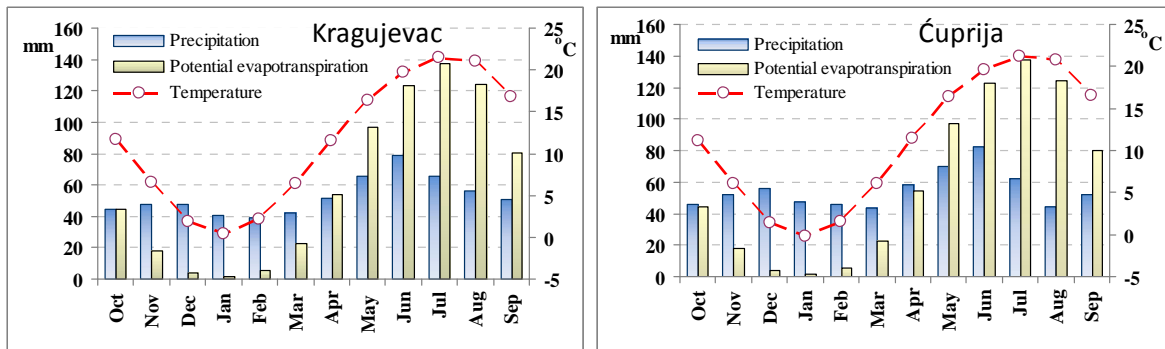 Kragujevac
mm
°C
Precipitation
Potential evapotranspiration
Temperature
160
140
120
100
80
60
40
20
0
25
20
15
10
5
0
-5
Oct
Nov
Dec
Jan
Feb
Mar
Apr
May
Jun
Jul
Aug
Sep
Ćuprija
mm
°C
Precipitation
Potential evapotranspiration
Temperature
160
140
120
100
80
60
40
20
0
25
20
15
10
5
0
-5
Oct
Nov
Dec
Jan
Feb
Mar
Apr
May
Jun
Jul
Aug
Sep